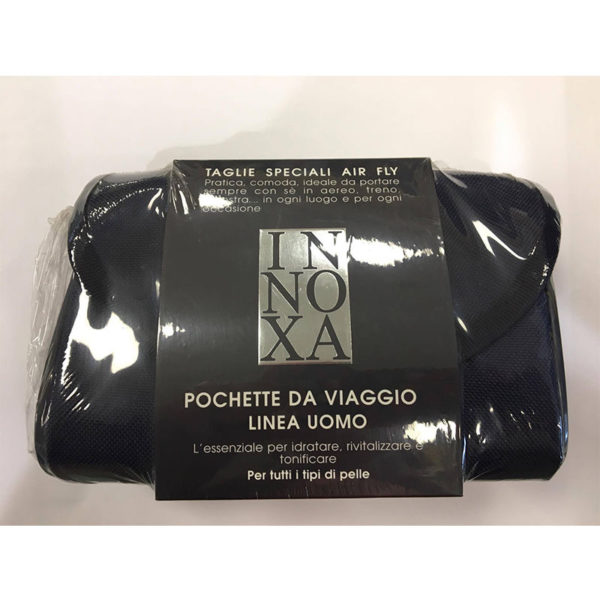 TAGLIE SPECIALI AIR FLY
Pratica, comoda, ideale da portare
sempre con sè in aereo, treno,
in ogni luogo e per ogni
occasione
IN
NO
XA
POCHETTE DA VIAGGIO
LINEA UOMO
L'essenziale per idratare, rivitalizzare e
tonificare
Per tutti i tipi di pelle